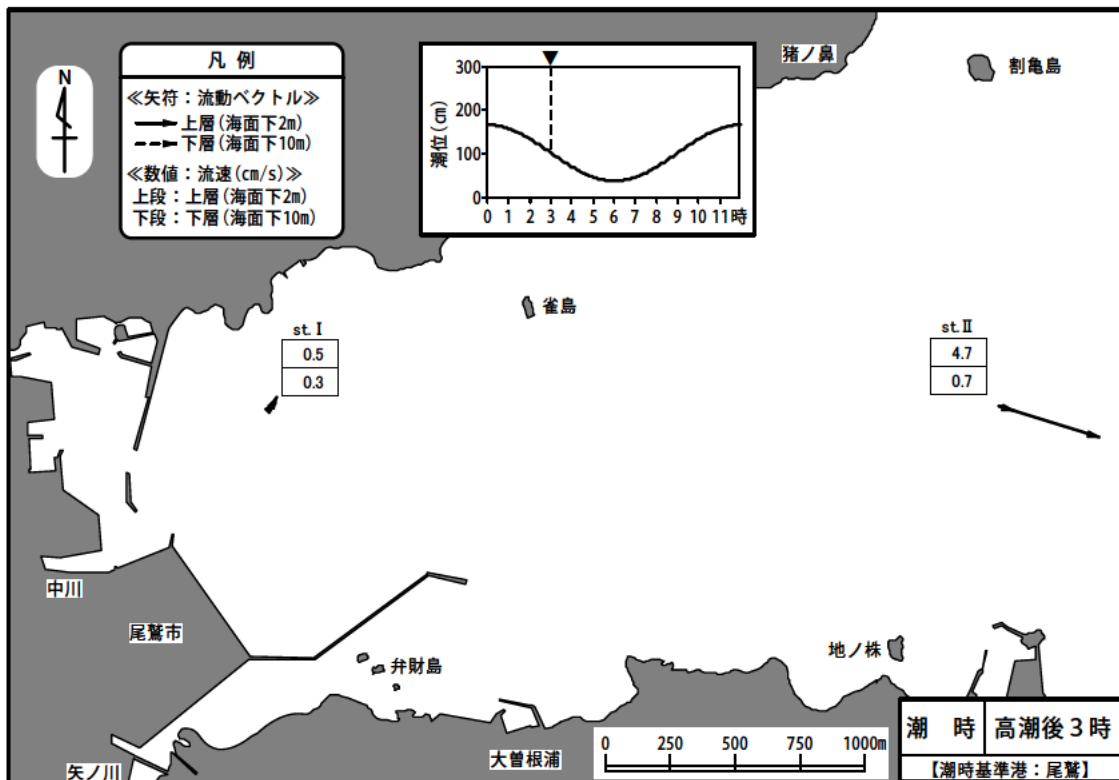 凡 例
≪矢符：流動ベクトル≫
上層(海面下2m)
下層(海面下10m)
≪数値：流速(cm/s)≫
上段：上層(海面下2m)
下段：下層(海面下10m)
N
潮位(cm)
300
200
100
0
0 1 2 3 4 5 6 7 8 9 10 11時
猪ノ鼻
割亀島
雀島
st.Ⅰ
0.5
0.3
st.Ⅱ
4.7
0.7
中川
尾鷲市
弁財島
地ノ株
大曽根浦
矢ノ川
0 250 500 750 1000m
潮 時 高潮後３時
【潮時基準港：尾鷲】